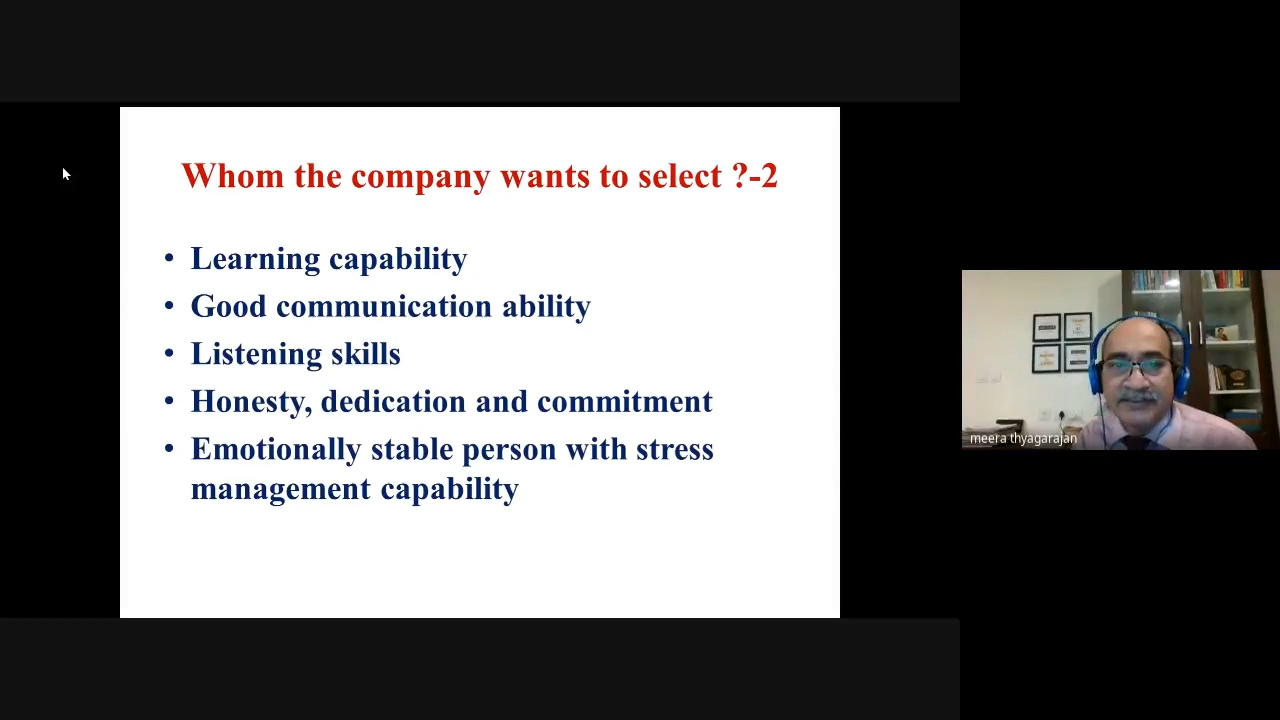 Whom the company wants to select ?-2
• Learning capability
• Good communication ability
• Listening skills
• Honesty, dedication and commitment
• Emotionally stable person with stress
management capability
meera thyagarajan